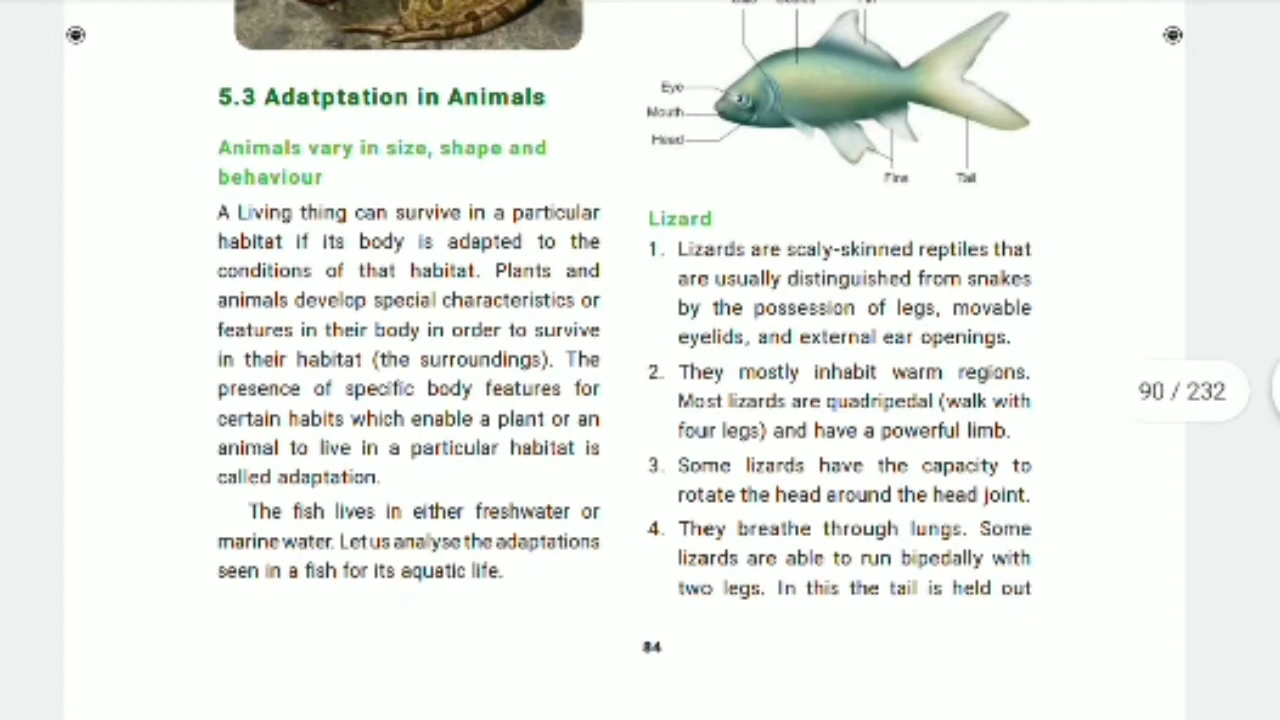 5.3 Adatptation in Animals
Animals vary in size, shape and
behaviour
A Living thing can survive in a particular
habitat if its body is adapted to the
conditions of that habitat. Plants and
animals develop special characteristics or
features in their body in order to survive
in their habitat (the surroundings). The
presence of specific body features for
certain habits which enable a plant or an
animal to live in a particular habitat is
called adaptation.
The fish lives in either freshwater or
marine water. Let us analyse the adaptations
seen in a fish for its aquatic life.
Eye
Mouth
Head
Fins
Tail
Lizard
1. Lizards are scaly-skinned reptiles that
are usually distinguished from snakes
by the possession of legs, movable
eyelids, and external ear openings.
2. They mostly inhabit warm regions.
Most lizards are quadripedal (walk with
four legs) and have a powerful limb.
3. Some lizards have the capacity to
rotate the head around the head joint.
4. They breathe through lungs. Some
lizards are able to run bipedally with
two legs. In this the tail is held out
84
90 / 232